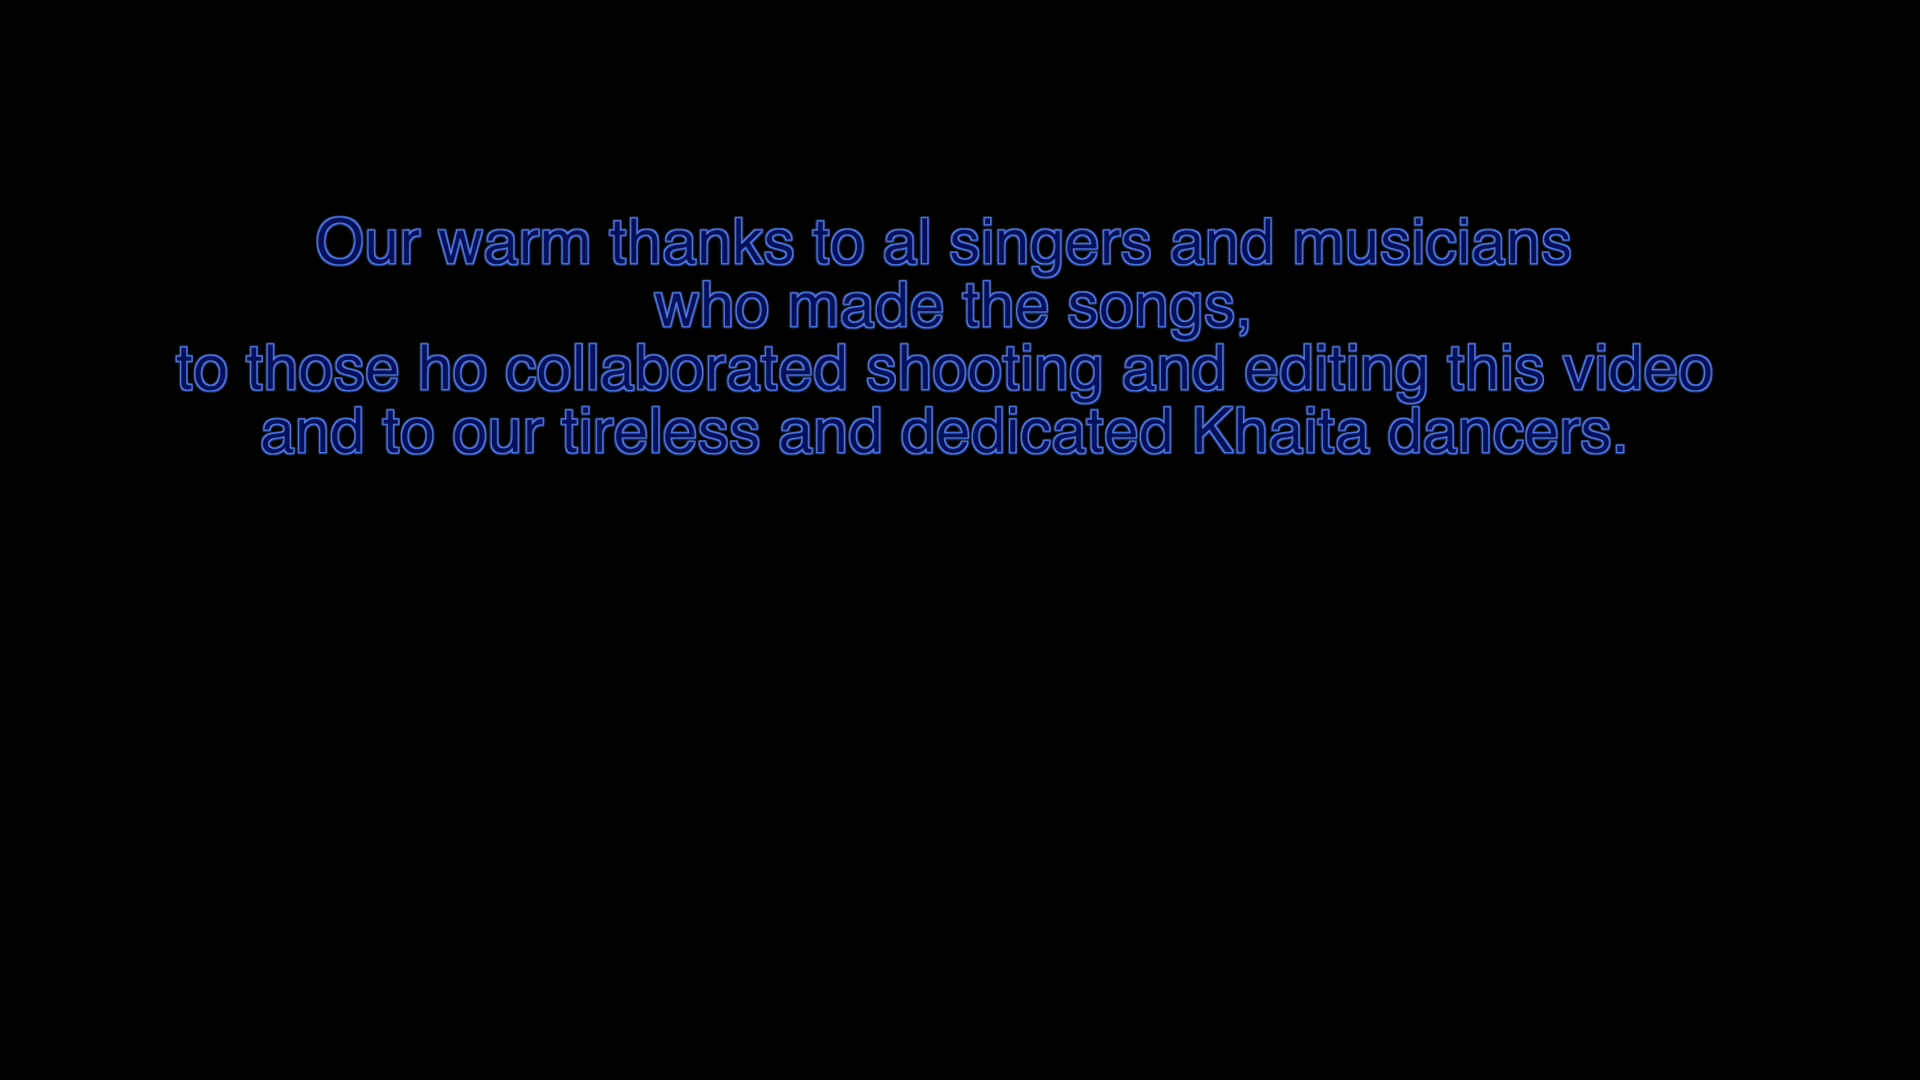 Our warm thanks to al singers and musicians
who made the songs,
to those ho collaborated shooting and editing this video
and to our tireless and dedicated Khaita dancers.